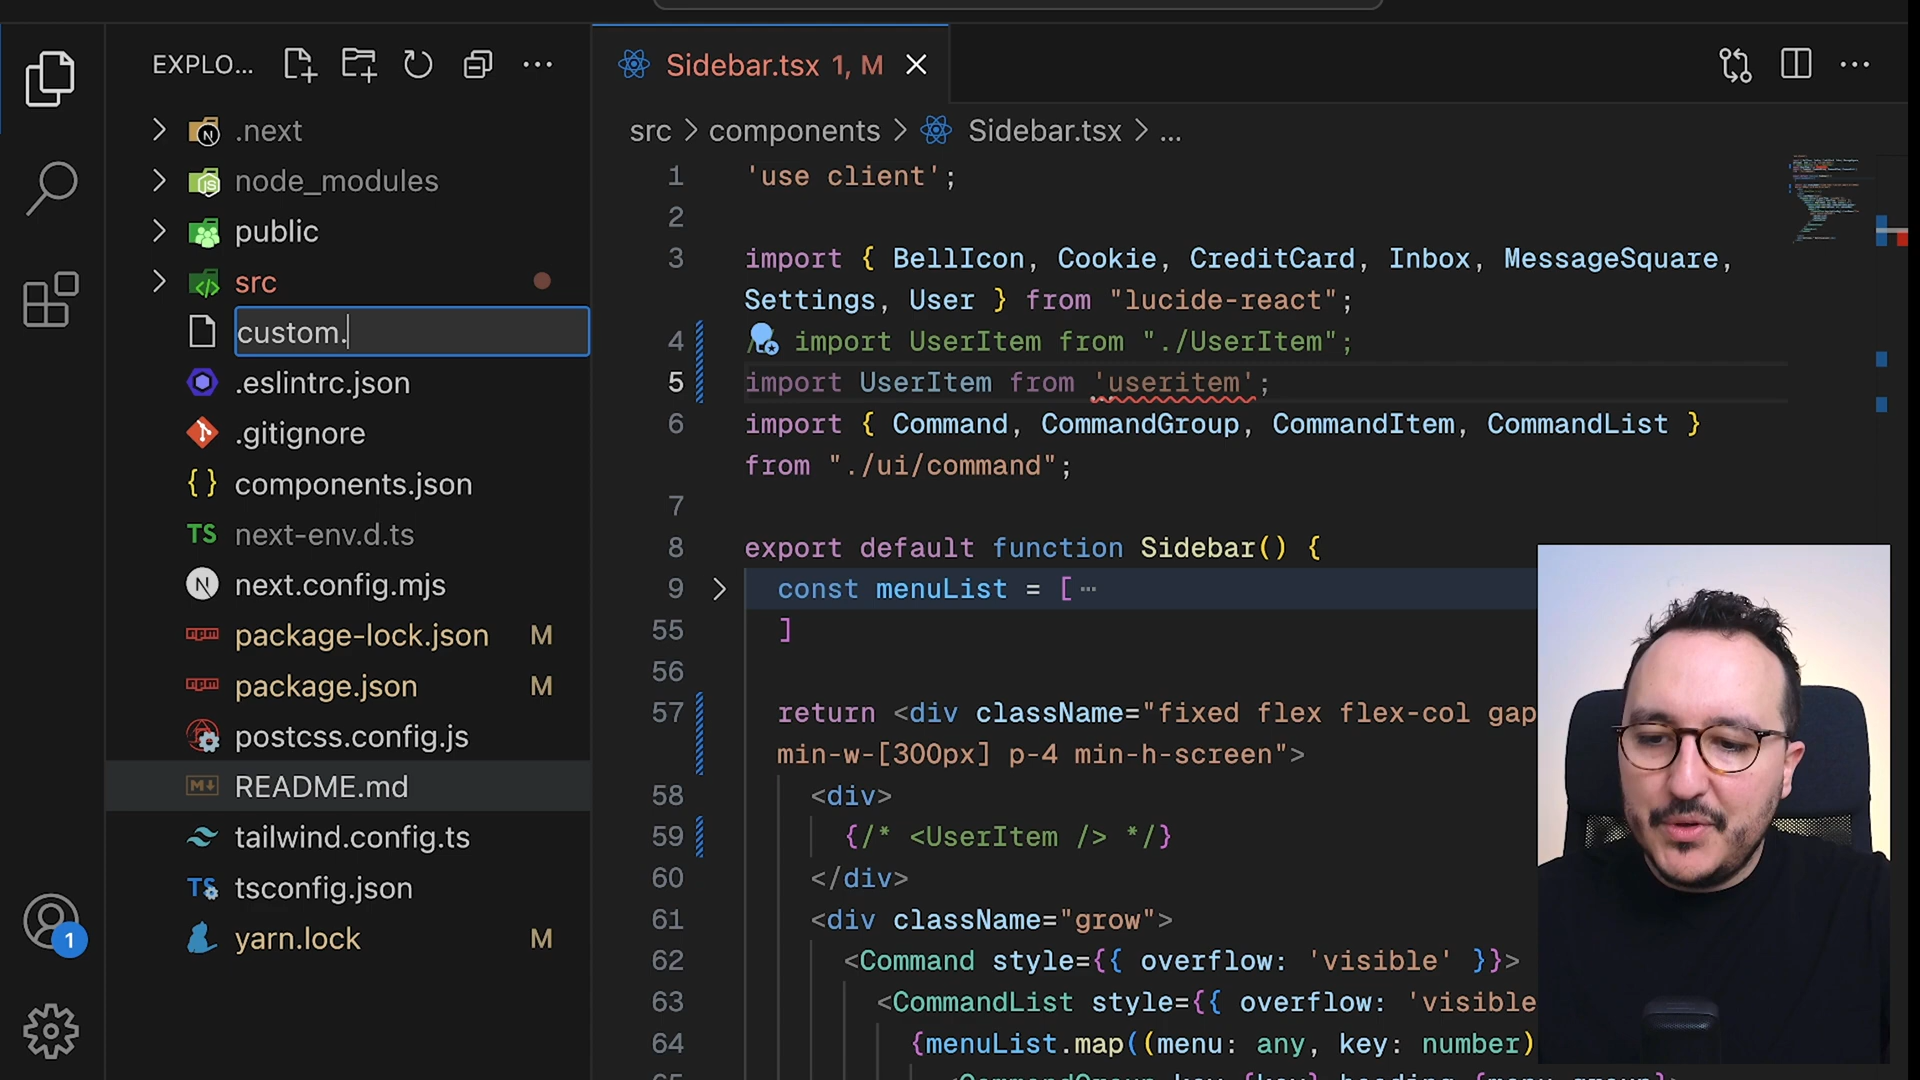 EXPLO...
.next
node_modules
public
src
custom.
.eslintrc.json
.gitignore
components.json
TS next-env.d.ts
N next.config.mjs
package-lock.json M
package.json M
postcss.config.js
README.md
tailwind.config.ts
TS tsconfig.json
yarn.lock M
1
Sidebar.tsx 1, M
src > components > Sidebar.tsx > ...
1 'use client';
2
3 import { BellIcon, Cookie, CreditCard, Inbox, MessageSquare,
Settings, User } from "lucide-react";
4 import UserItem from "./UserItem";
5 import UserItem from 'useritem';
6 import { Command, CommandGroup, CommandItem, CommandList }
from "./ui/command";
7
8 export default function Sidebar() {
9 const menuList = [ ⋯
55 ]
56
57 return <div className="fixed flex flex-col gap
min-w-[300px] p-4 min-h-screen">
58 <div>
59 {/* <UserItem /> */}
60 </div>
61 <div className="grow">
62 <Command style={{ overflow: 'visible' }}>
63 <CommandList style={{ overflow: 'visible
64 {menuList.map((menu: any, key: number)